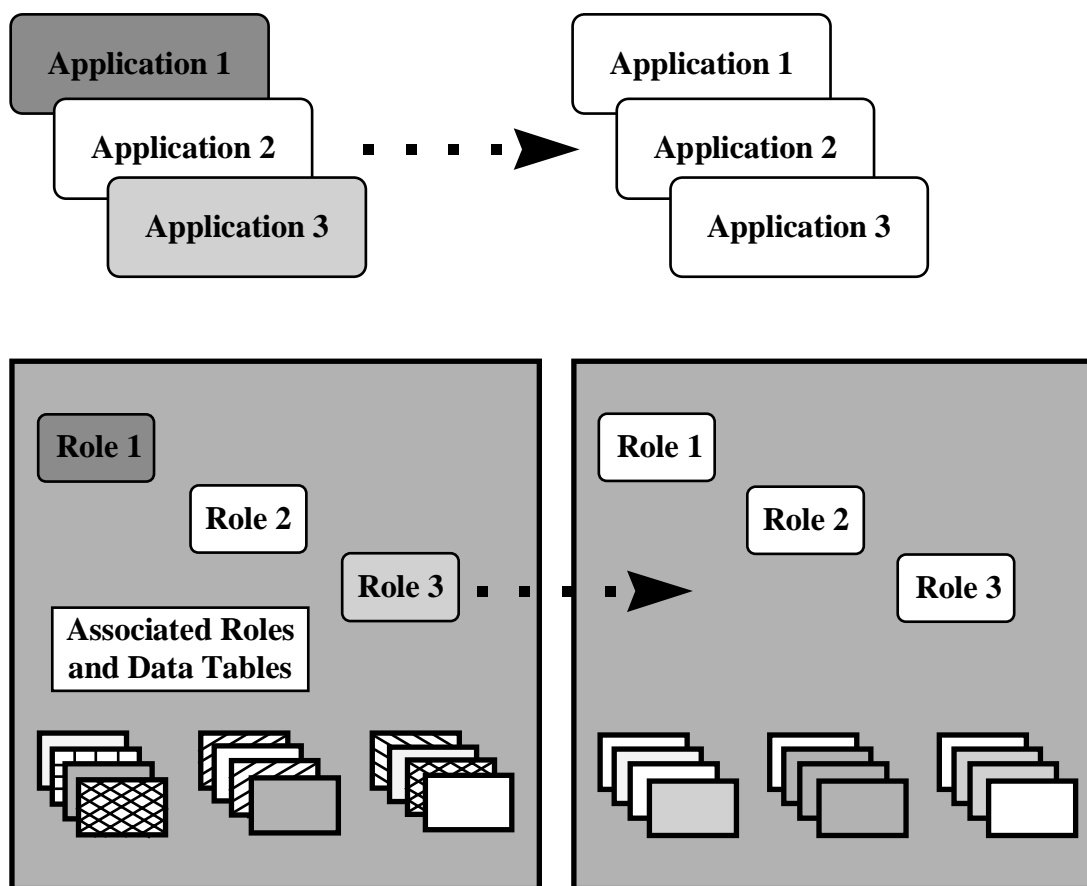 Application 1
Application 2
Application 3
Application 1
Application 2
Application 3
Role 1
Role 2
Role 3
Associated Roles
and Data Tables
Role 1
Role 2
Role 3